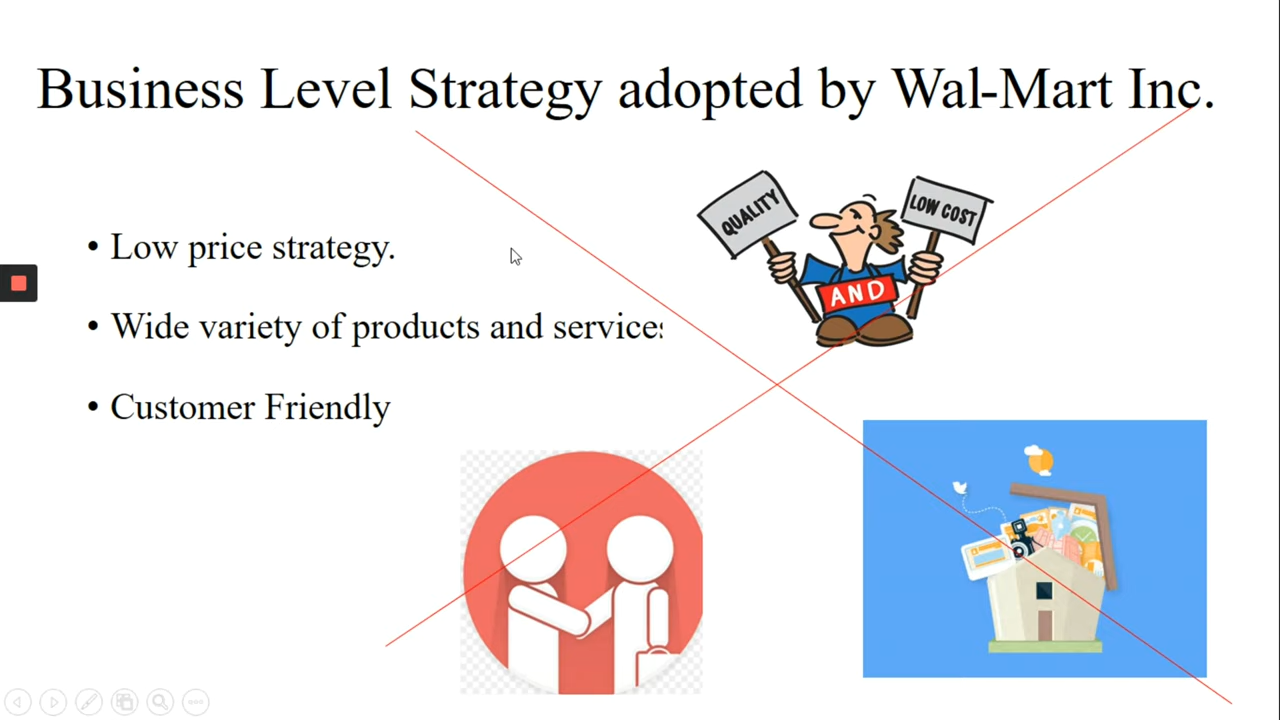 Business Level Strategy adopted by Wal-Mart Inc.
• Low price strategy.
• Wide variety of products and services
• Customer Friendly
QUALITY
LOW COST
AND